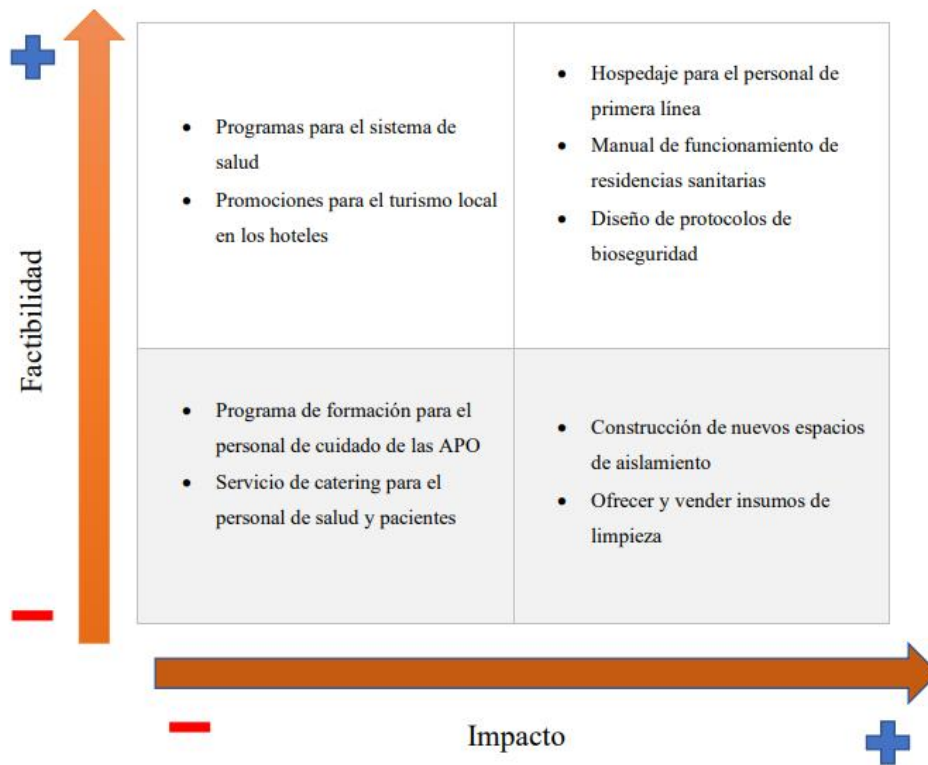 • Programas para el sistema de
salud
• Promociones para el turismo local
en los hoteles
• Hospedaje para el personal de
primera línea
• Manual de funcionamiento de
residencias sanitarias
• Diseño de protocolos de
bioseguridad
Factibilidad
• Programa de formación para el
personal de cuidado de las APO
• Servicio de catering para el
personal de salud y pacientes
• Construcción de nuevos espacios
de aislamiento
• Ofrecer y vender insumos de
limpieza
Impacto